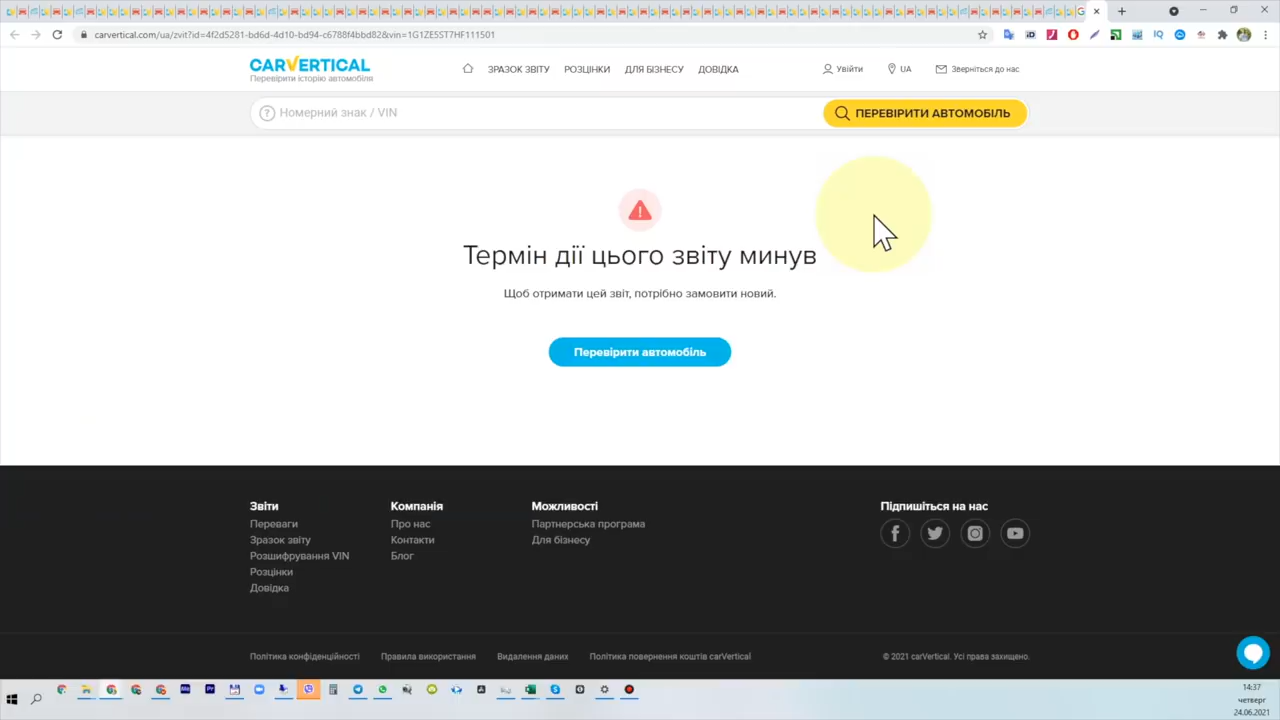 carvertical.com/ua/zvit?id=4f2d5281-bd6d-4d10-bd94-c6788f4bbd82&vin=1G1ZE5ST7HF111501
CARVERTICAL
Перевірити історію автомобіля
ЗРАЗОК ЗВІТУ РОЗЦІНКИ ДЛЯ БІЗНЕСУ ДОВІДКА
Увійти UA Зверніться до нас
Номерний знак / VIN
ПЕРЕВІРИТИ АВТОМОБІЛЬ
Термін дії цього звіту минув
Щоб отримати цей звіт, потрібно замовити новий.
Перевірити автомобіль
Звіти
Переваги
Зразок звіту
Розшифрування VIN
Розцінки
Довідка
Компанія
Про нас
Контакти
Блог
Можливості
Партнерська програма
Для бізнесу
Підпишіться на нас
Політика конфіденційності Правила використання Видалення даних Політика повернення коштів carVertical
© 2021 carVertical. Усі права захищено.
14:37
четверг
24.06.2021